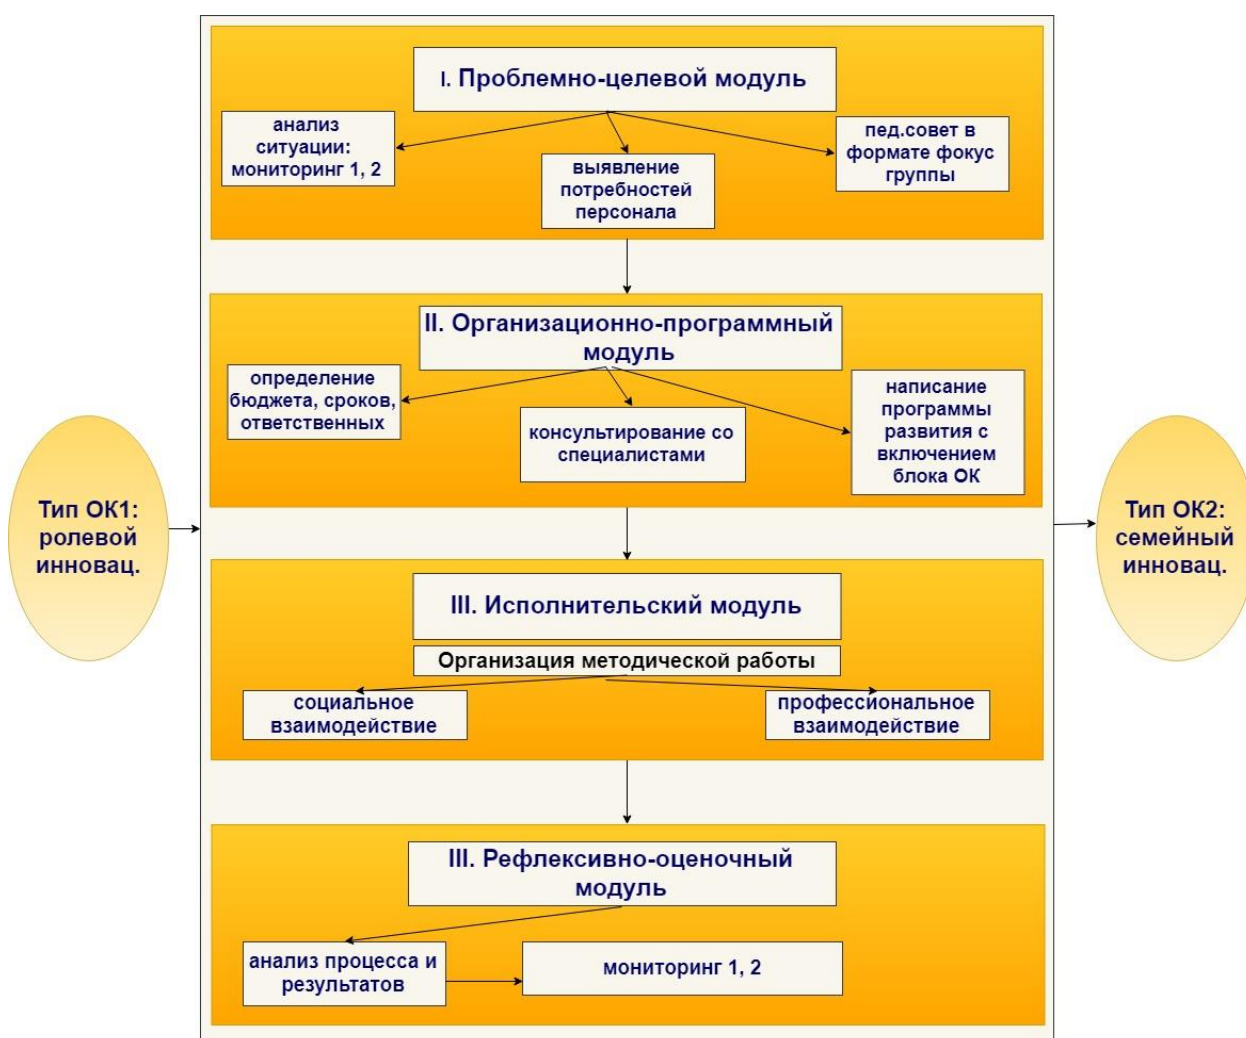 I. Проблемно-целевой модуль
анализ
ситуации:
мониторинг 1, 2
выявление
потребностей
персонала
пед.совет в
формате фокус
группы
II. Организационно-программный
модуль
определение
бюджета, сроков,
ответственных
консультирование со
специалистами
написание
программы
развития с
включением
блока ОК
Тип ОК1:
ролевой
инновац.
Тип ОК2:
семейный
инновац.
III. Исполнительский модуль
Организация методической работы
социальное
взаимодействие
профессиональное
взаимодействие
III. Рефлексивно-оценочный
модуль
анализ процесса и
результатов
мониторинг 1, 2